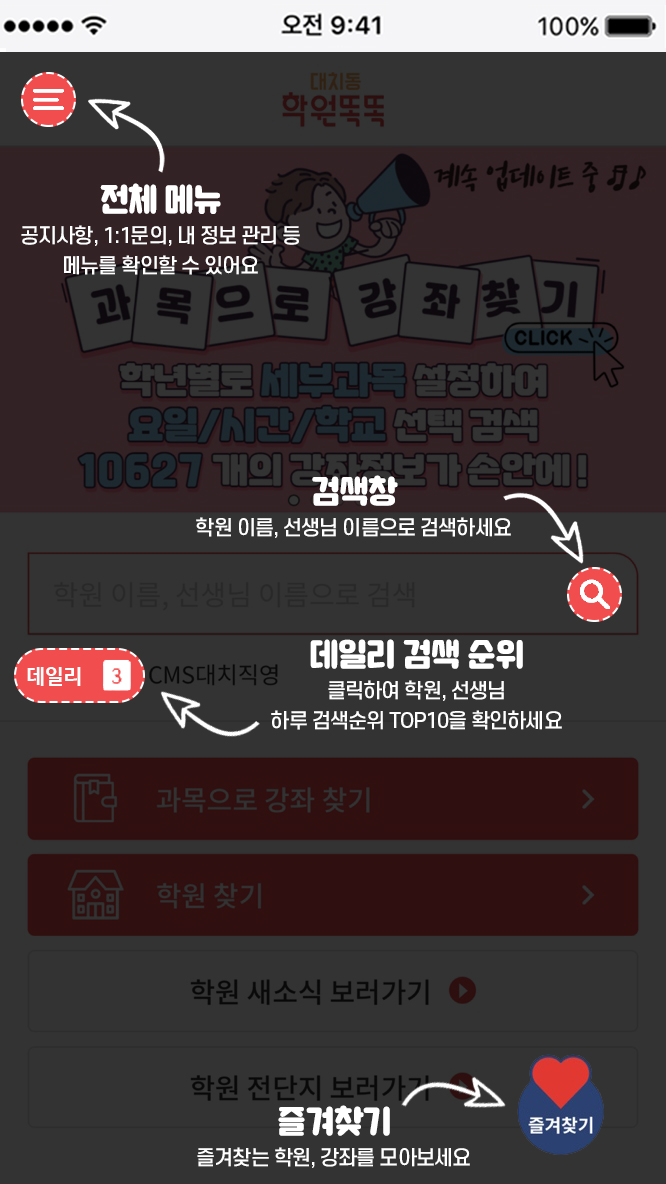 오전 9:41
100%
대치동
학원똑똑
계속 업데이트 중
전체 메뉴
공지사항, 1:1문의, 내 정보 관리 등
메뉴를 확인할 수 있어요
과목으로 강좌찾기
CLICK
학년별로 세부과목 설정하여
요일/시간/학교 선택 검색
10627 개의 강좌정보가 손안에!
검색창
학원 이름, 선생님 이름으로 검색하세요
학원 이름, 선생님 이름으로 검색
데일리 검색 순위
데일리 3 CMS대치직영
클릭하여 학원, 선생님
하루 검색순위 TOP10을 확인하세요
과목으로 강좌 찾기
학원 찾기
학원 새소식 보러가기
학원 전단지 보러가기
즐겨찾기
즐겨찾기
즐겨찾는 학원, 강좌를 모아보세요